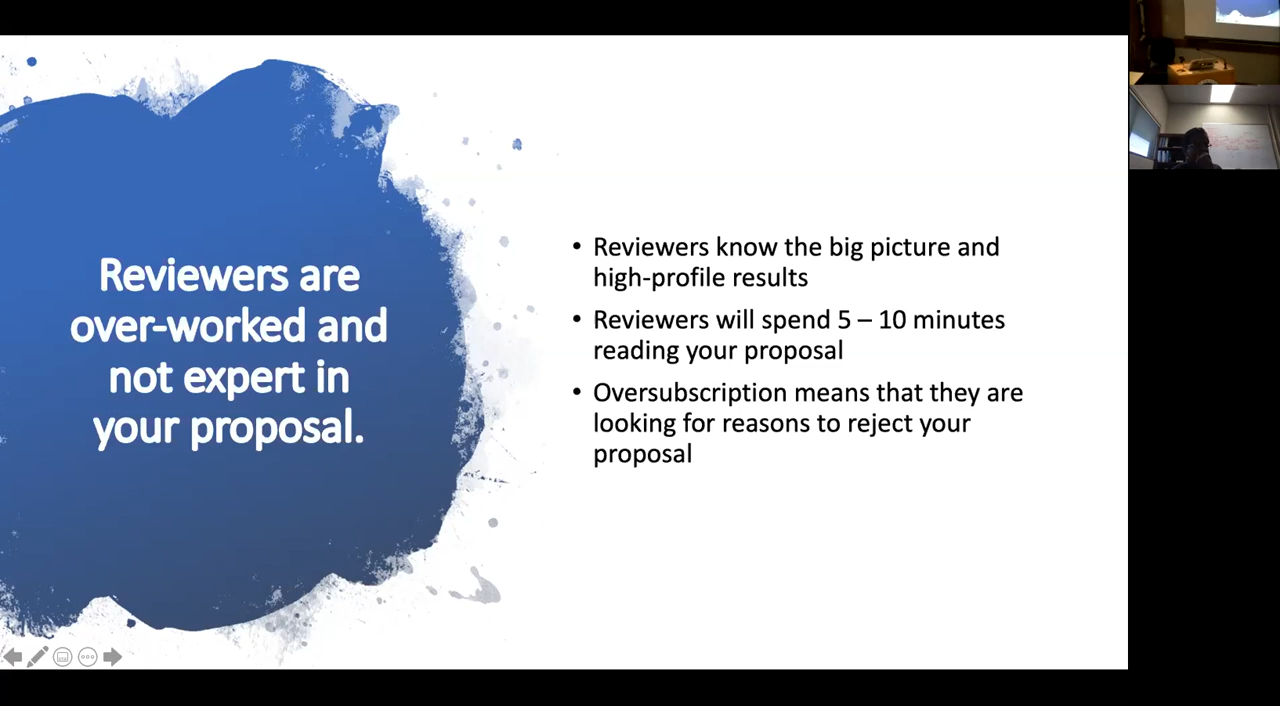 Reviewers are
over-worked and
not expert in
your proposal.
• Reviewers know the big picture and
high-profile results
• Reviewers will spend 5 – 10 minutes
reading your proposal
• Oversubscription means that they are
looking for reasons to reject your
proposal